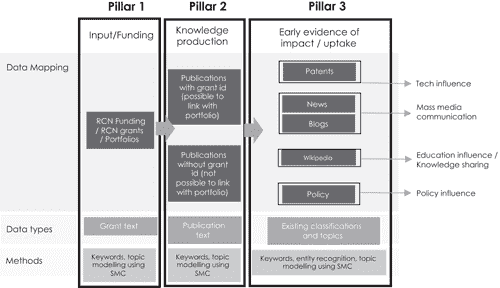 Pillar 1
Pillar 2
Pillar 3
Input/Funding
Knowledge
production
Early evidence of
impact / uptake
Data Mapping
RCN Funding
/ RCN grants
/ Portfolios
Publications
with grant id
(possible to
link with
portfolio)
Publications
without grant
id (not
possible to link
with portfolio)
Patents
News
Blogs
Wikipedia
Policy
Tech influence
Mass media
communication
Education influence /
Knowledge sharing
Policy influence
Data types
Grant text
Publication
text
Existing classifications
and topics
Methods
Keywords, topic
modelling using
SMC
Keywords, topic
modelling using
SMC
Keywords, entity recognition, topic
modelling using SMC